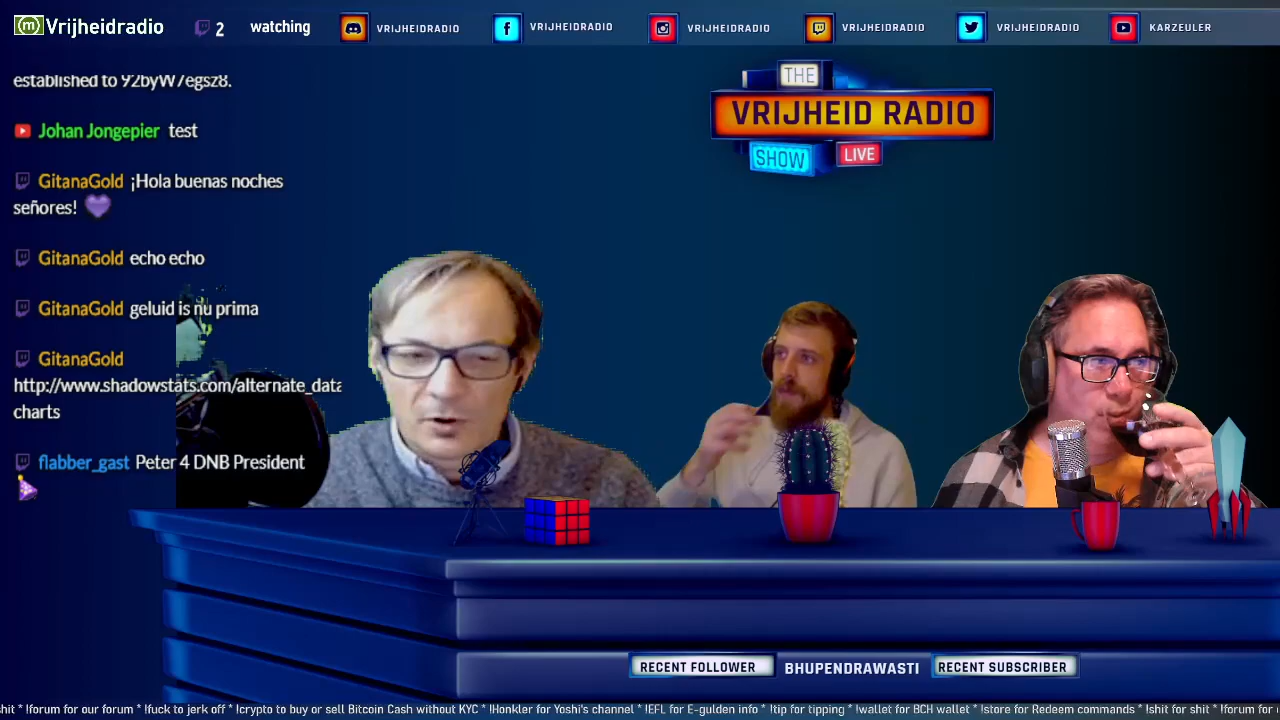 Vrijheidradio
2 watching
VRIJHEIDRADIO
VRIJHEIDRADIO
VRIJHEIDRADIO
VRIJHEIDRADIO
VRIJHEIDRADIO
KARZEULER
THE
VRIJHEID RADIO
SHOW
LIVE
established to 92byW7egsz8.
Johan Jongepier test
GitanaGold ¡Hola buenas noches
señores!
GitanaGold echo echo
GitanaGold geluid is nu prima
GitanaGold
http://www.shadowstats.com/alternate_data
charts
flabber_gast Peter 4 DNB President
RECENT FOLLOWER BHUPENDRAWASTI RECENT SUBSCRIBER
shit * !forum for our forum * !fuck to jerk off * !crypto to buy or sell Bitcoin Cash without KYC * !Honkler for Yoshi's channel * !EFL for E-gulden info * !tip for tipping * !wallet for BCH wallet * !store for Redeem commands * !shit for shit * !forum for